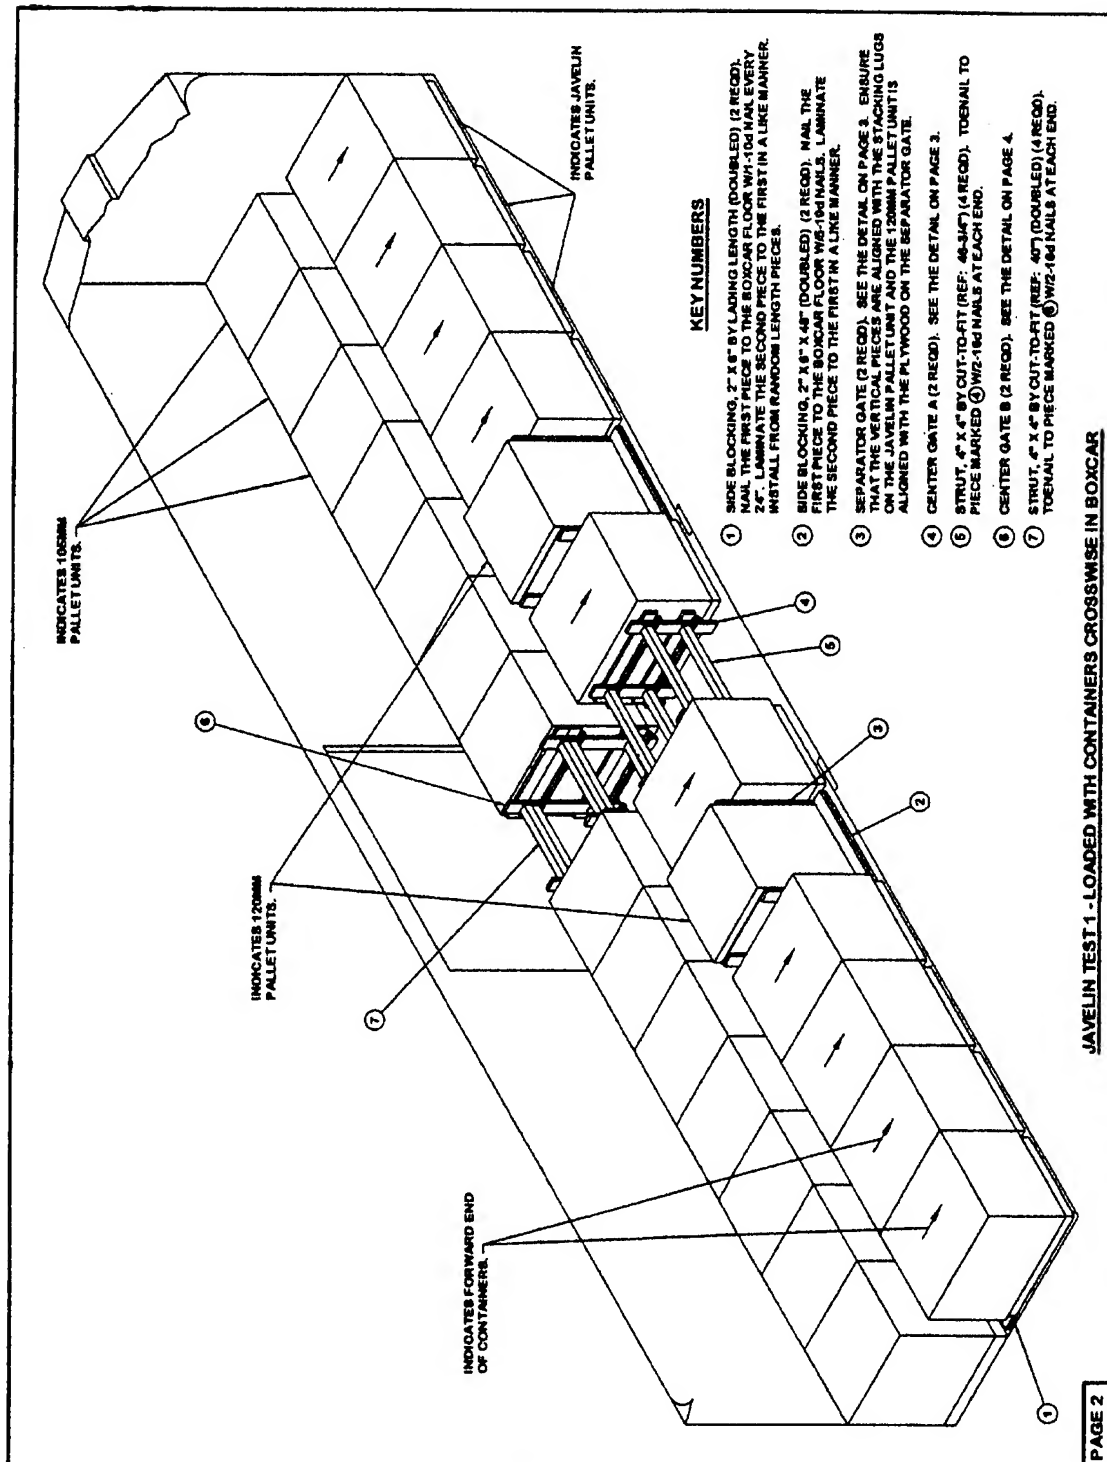 INDICATES 105MM
PALLET UNITS.
INDICATES JAVELIN
PALLET UNITS.
INDICATES 120MM
PALLET UNITS.
INDICATES FORWARD END
OF CONTAINERS.
6
7
4
5
3
2
1
KEY NUMBERS
1 SIDE BLOCKING, 2" X 6" BY LADING LENGTH (DOUBLED) (2 REQD).
NAIL THE FIRST PIECE TO THE BOXCAR FLOOR W/1-10d NAIL EVERY
24". LAMINATE THE SECOND PIECE TO THE FIRST IN A LIKE MANNER.
INSTALL FROM RANDOM LENGTH PIECES.
2 SIDE BLOCKING, 2" X 6" X 48" (DOUBLED) (2 REQD). NAIL THE
FIRST PIECE TO THE BOXCAR FLOOR W/5-10d NAILS. LAMINATE
THE SECOND PIECE TO THE FIRST IN A LIKE MANNER.
3 SEPARATOR GATE (2 REQD). SEE THE DETAIL ON PAGE 3. ENSURE
THAT THE VERTICAL PIECES ARE ALIGNED WITH THE STACKING LUGS
ON THE JAVELIN PALLET UNIT AND THE 120MM PALLET UNIT IS
ALIGNED WITH THE PLYWOOD ON THE SEPARATOR GATE.
4 CENTER GATE A (2 REQD). SEE THE DETAIL ON PAGE 3.
5 STRUT, 4" X 4" BY CUT-TO-FIT (REF: 46-3/4") (4 REQD). TOENAIL TO
PIECE MARKED 4 W/2-16d NAILS AT EACH END.
6 CENTER GATE B (2 REQD). SEE THE DETAIL ON PAGE 4.
7 STRUT, 4" X 4" BY CUT-TO-FIT (REF: 40") (DOUBLED) (4 REQD).
TOENAIL TO PIECE MARKED 6 W/2-16d NAILS AT EACH END.
JAVELIN TEST 1 - LOADED WITH CONTAINERS CROSSWISE IN BOXCAR
PAGE 2